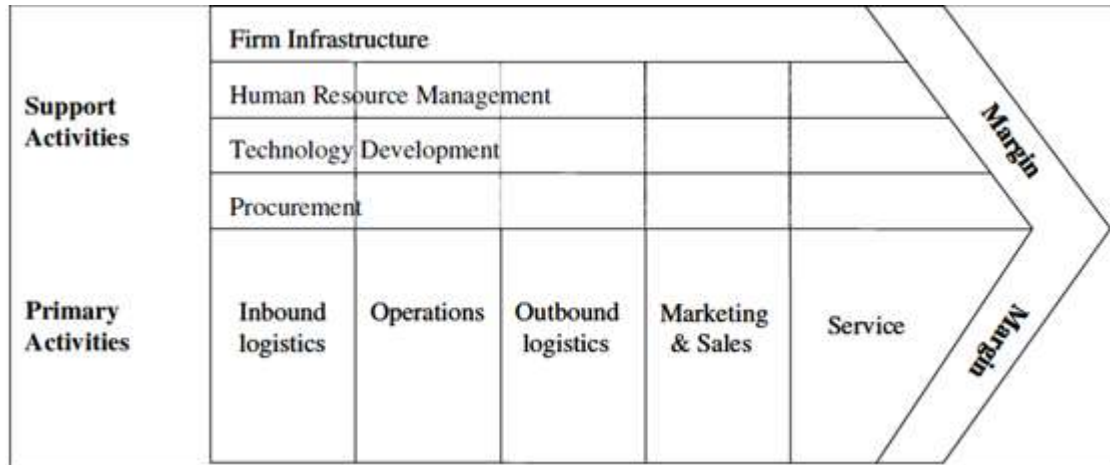 Firm Infrastructure
Support
Activities
Human Resource Management
Technology Development
Procurement
Margin
Primary
Activities
Inbound
logistics
Operations
Outbound
logistics
Marketing
& Sales
Service
Margin